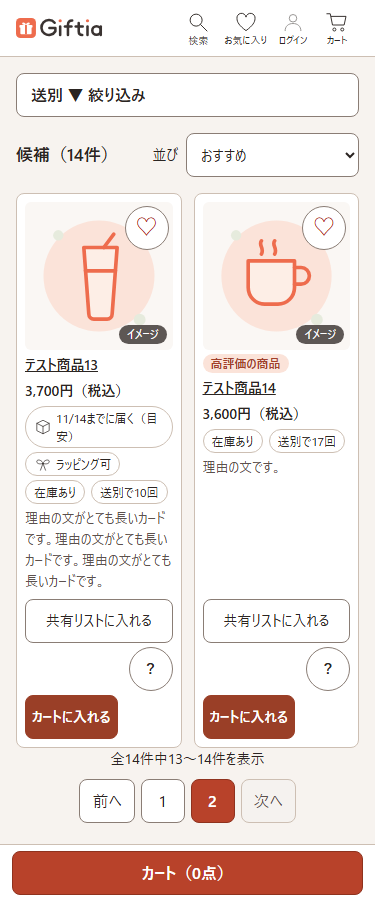 Giftia
検索
お気に入り
ログイン
カート
送別 ▼ 絞り込み
候補（14件）
並び
おすすめ
イメージ
テスト商品13
3,700円（税込）
11/14までに届く（目
安）
ラッピング可
在庫あり
送別で10回
理由の文がとても長いカード
です。理由の文がとても長い
カードです。理由の文がとても
長いカードです。
共有リストに入れる
?
カートに入れる
イメージ
高評価の商品
テスト商品14
3,600円（税込）
在庫あり
送別で17回
理由の文です。
共有リストに入れる
?
カートに入れる
全14件中13〜14件を表示
前へ
1
2
次へ
カート（0点）